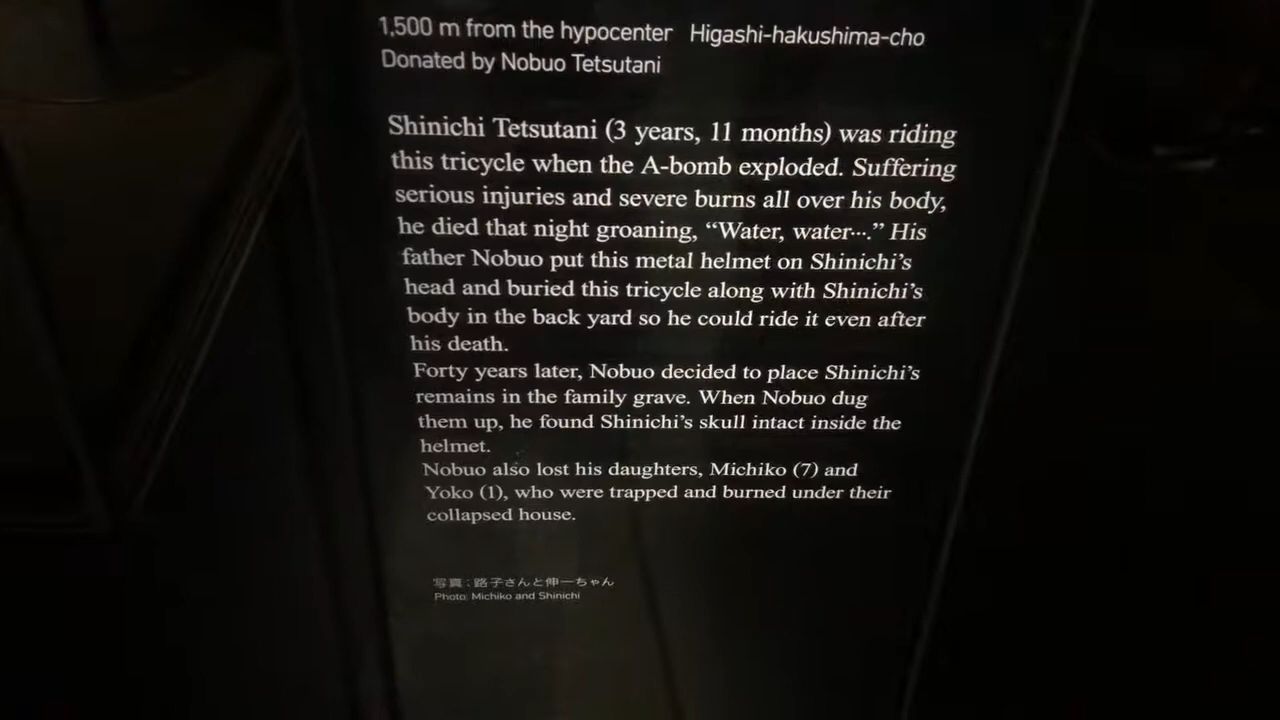 1,500 m from the hypocenter Higashi-hakushima-cho
Donated by Nobuo Tetsutani
Shinichi Tetsutani (3 years, 11 months) was riding
this tricycle when the A-bomb exploded. Suffering
serious injuries and severe burns all over his body,
he died that night groaning, “Water, water···.” His
father Nobuo put this metal helmet on Shinichi’s
head and buried this tricycle along with Shinichi’s
body in the back yard so he could ride it even after
his death.
Forty years later, Nobuo decided to place Shinichi’s
remains in the family grave. When Nobuo dug
them up, he found Shinichi’s skull intact inside the
helmet.
Nobuo also lost his daughters, Michiko (7) and
Yoko (1), who were trapped and burned under their
collapsed house.
写真：路子さんと伸一ちゃん
Photo: Michiko and Shinichi